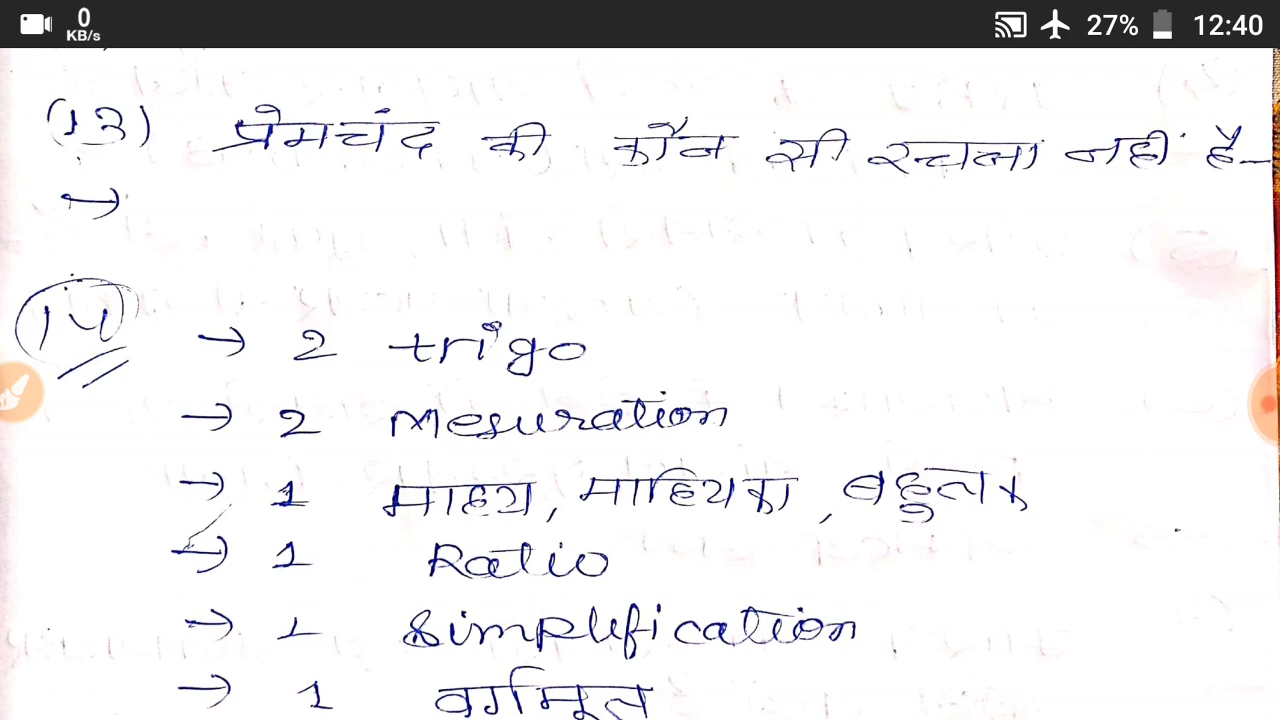 0
KB/s
27% 12:40
(13) प्रेमचंद की कौन सी रचना नहीं है-
→
14
→ 2 trigo
→ 2 Mesuration
→ 1 माध्य, माध्यिका, बहुलक
→ 1 Ratio
→ 1 Simplification
→ 1 वर्गमूल